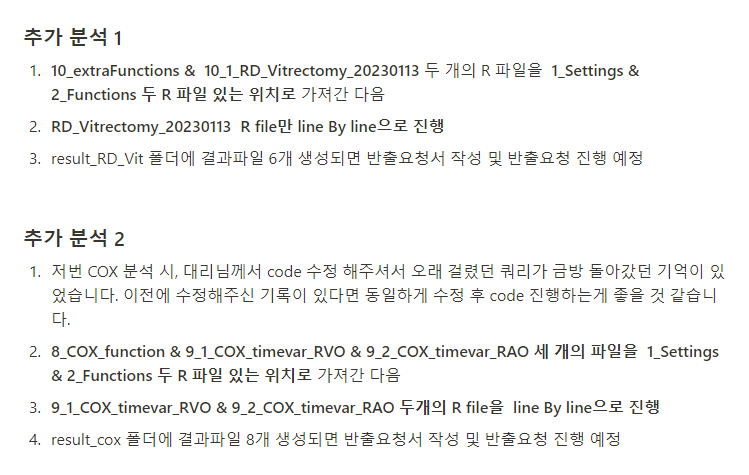 추가 분석 1
1. 10_extraFunctions & 10_1_RD_Vitrectomy_20230113 두 개의 R 파일을 1_Settings &
2_Functions 두 R 파일 있는 위치로 가져간 다음
2. RD_Vitrectomy_20230113 R file만 line By line으로 진행
3. result_RD_Vit 폴더에 결과파일 6개 생성되면 반출요청서 작성 및 반출요청 진행 예정
추가 분석 2
1. 저번 COX 분석 시, 대리님께서 code 수정 해주셔서 오래 걸렸던 쿼리가 금방 돌아갔던 기억이 있
었습니다. 이전에 수정해주신 기록이 있다면 동일하게 수정 후 code 진행하는게 좋을 것 같습니
다.
2. 8_COX_function & 9_1_COX_timevar_RVO & 9_2_COX_timevar_RAO 세 개의 파일을 1_Settings
& 2_Functions 두 R 파일 있는 위치로 가져간 다음
3. 9_1_COX_timevar_RVO & 9_2_COX_timevar_RAO 두개의 R file을 line By line으로 진행
4. result_cox 폴더에 결과파일 8개 생성되면 반출요청서 작성 및 반출요청 진행 예정